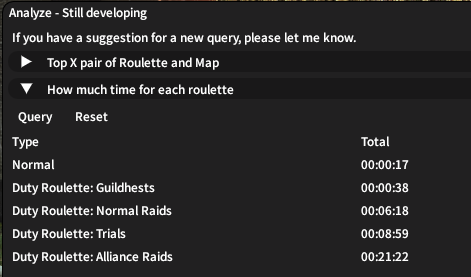 Analyze - Still developing
If you have a suggestion for a new query, please let me know.
Top X pair of Roulette and Map
How much time for each roulette
Query Reset
Type Total
Normal 00:00:17
Duty Roulette: Guildhests 00:00:38
Duty Roulette: Normal Raids 00:06:18
Duty Roulette: Trials 00:08:59
Duty Roulette: Alliance Raids 00:21:22